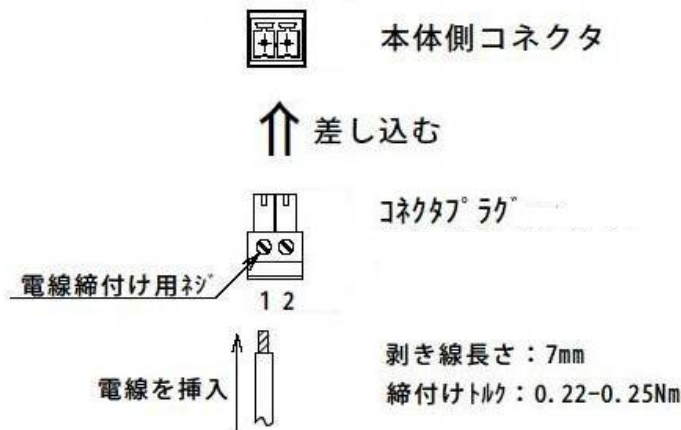 本体側コネクタ
差し込む
コネクタプラグ
電線締付け用ネジ
1 2
電線を挿入
剥き線長さ：7mm
締付けトルク：0.22-0.25Nm